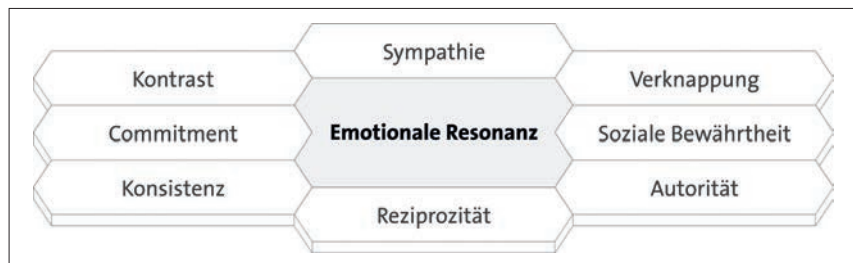 Sympathie
Kontrast
Verknappung
Commitment
Emotionale Resonanz
Soziale Bewährtheit
Konsistenz
Autorität
Reziprozität